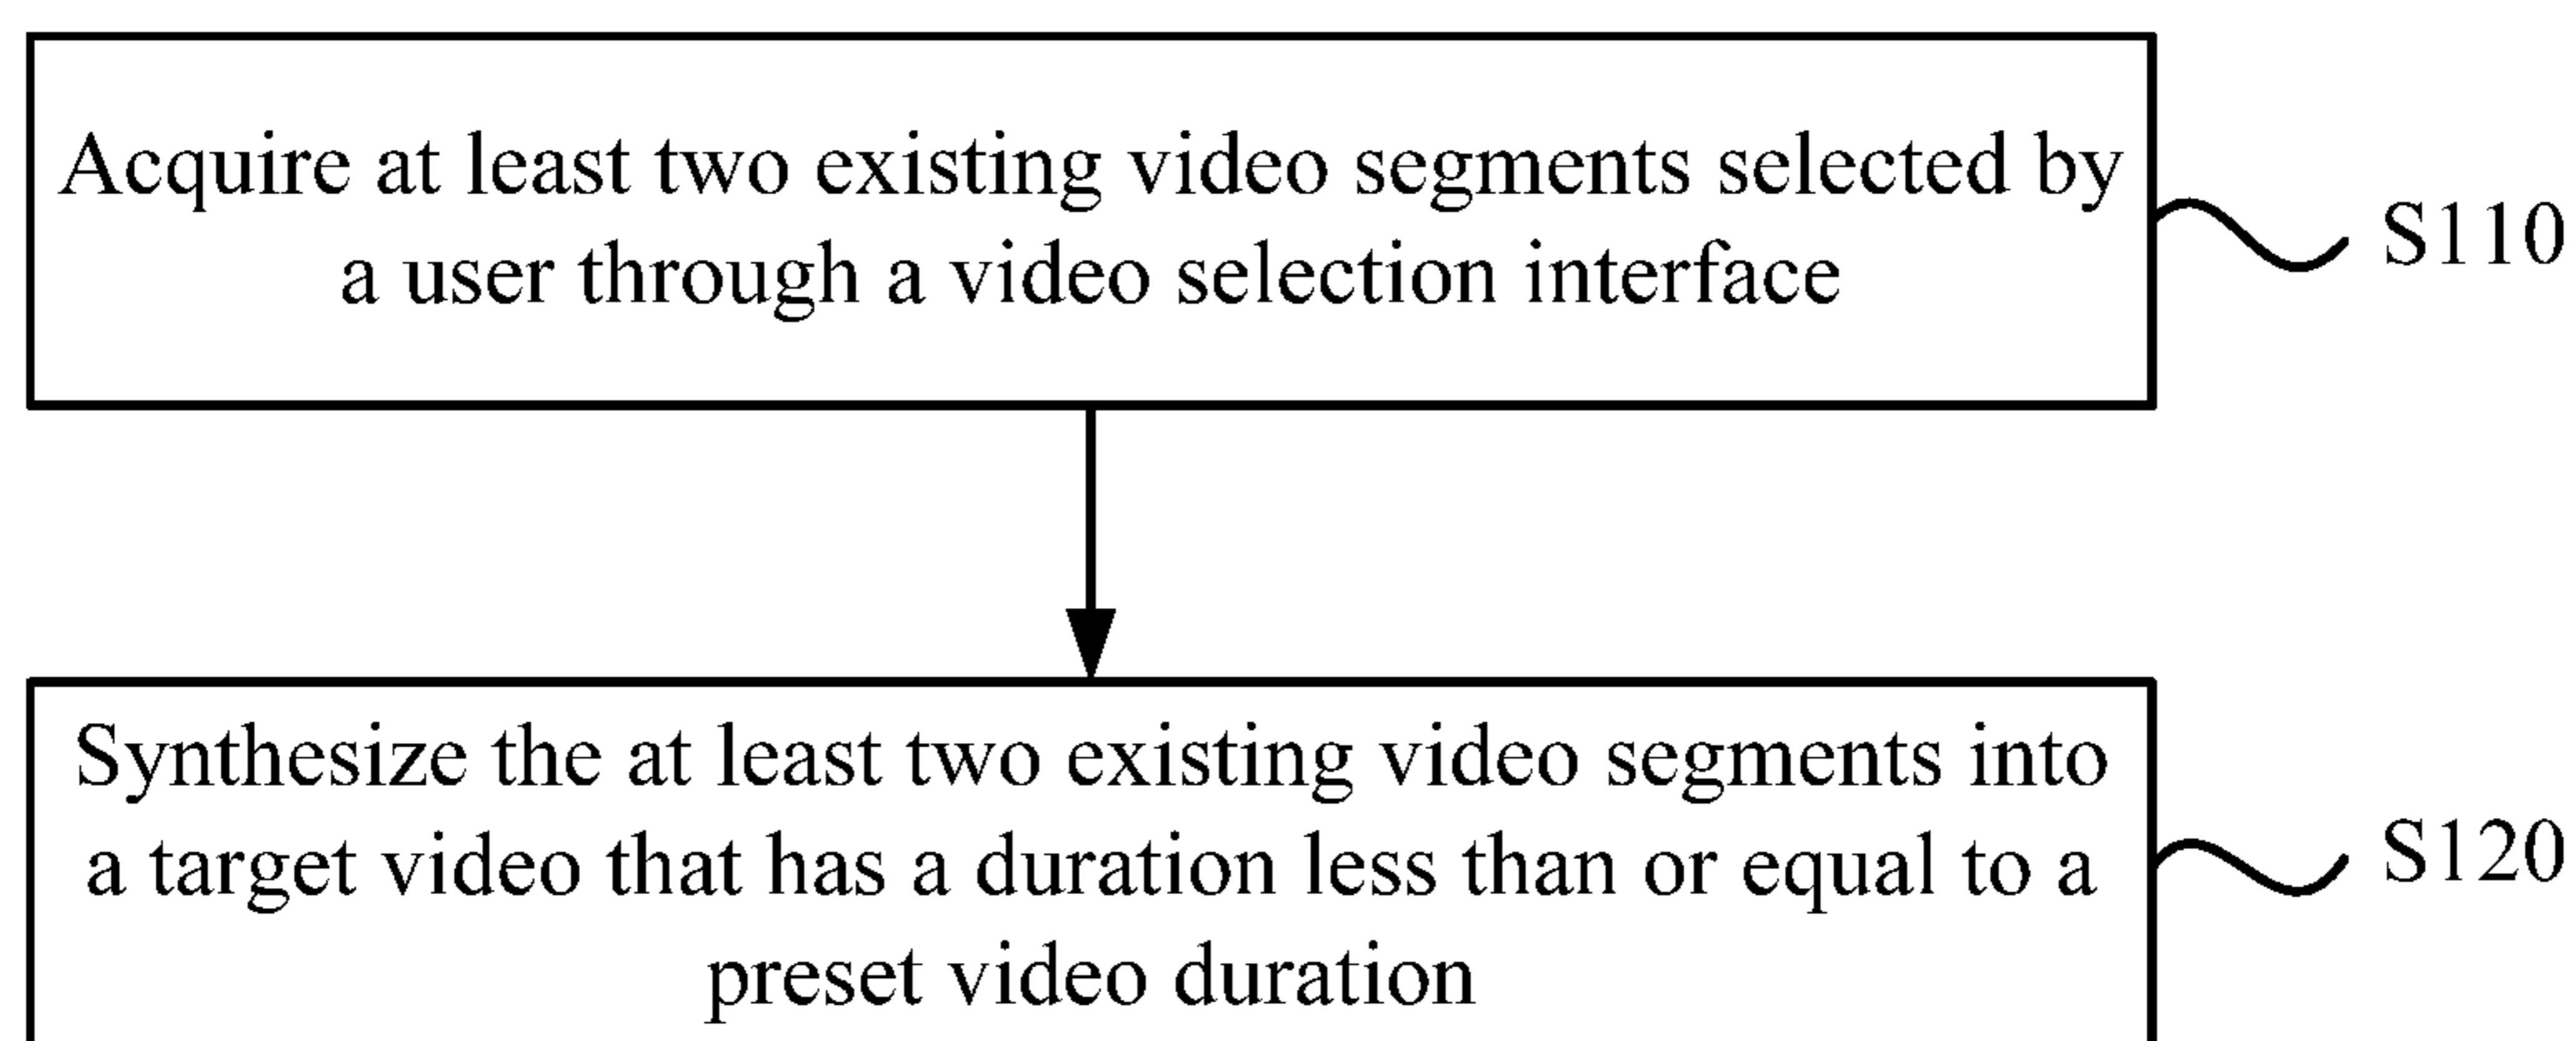 Acquire at least two existing video segments selected by
a user through a video selection interface
S110
Synthesize the at least two existing video segments into
a target video that has a duration less than or equal to a
preset video duration
S120